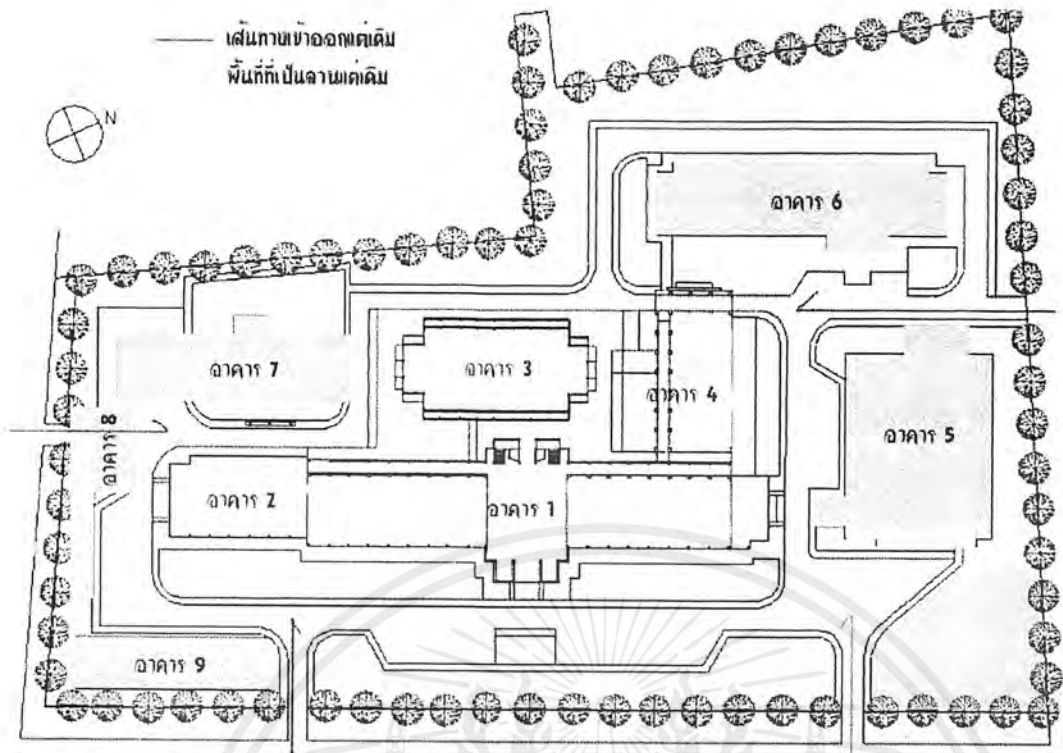 เส้นทางเข้าออกแต่เดิม
พื้นที่ที่เป็นลานแต่เดิม
N
อาคาร 6
อาคาร 7
อาคาร 3
อาคาร 4
อาคาร 5
อาคาร 8
อาคาร 2
อาคาร 1
อาคาร 9